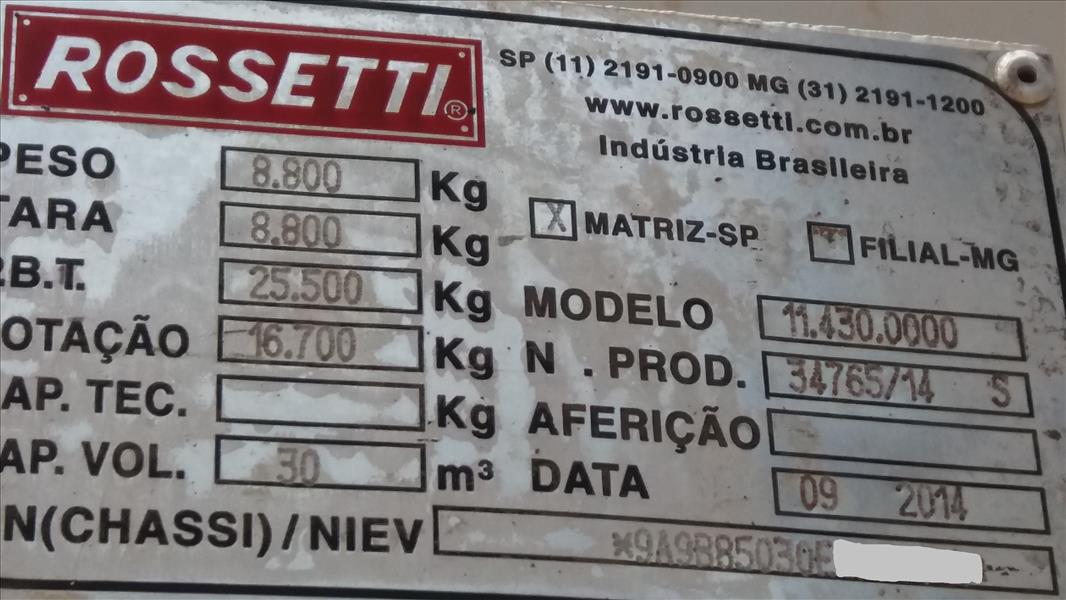 ROSSETTI®
SP (11) 2191-0900 MG (31) 2191-1200
www.rossetti.com.br
Indústria Brasileira
X MATRIZ-SP FILIAL-MG
PESO 8.800 Kg
TARA 8.800 Kg
.B.T. 25.500 Kg
OTAÇÃO 16.700 Kg
AP. TEC. Kg
AP. VOL. 30 m³
MODELO 11.430.0000
N . PROD. 34765/14 S
AFERIÇÃO
DATA 09 2014
N(CHASSI)/NIEV *9A9B85030